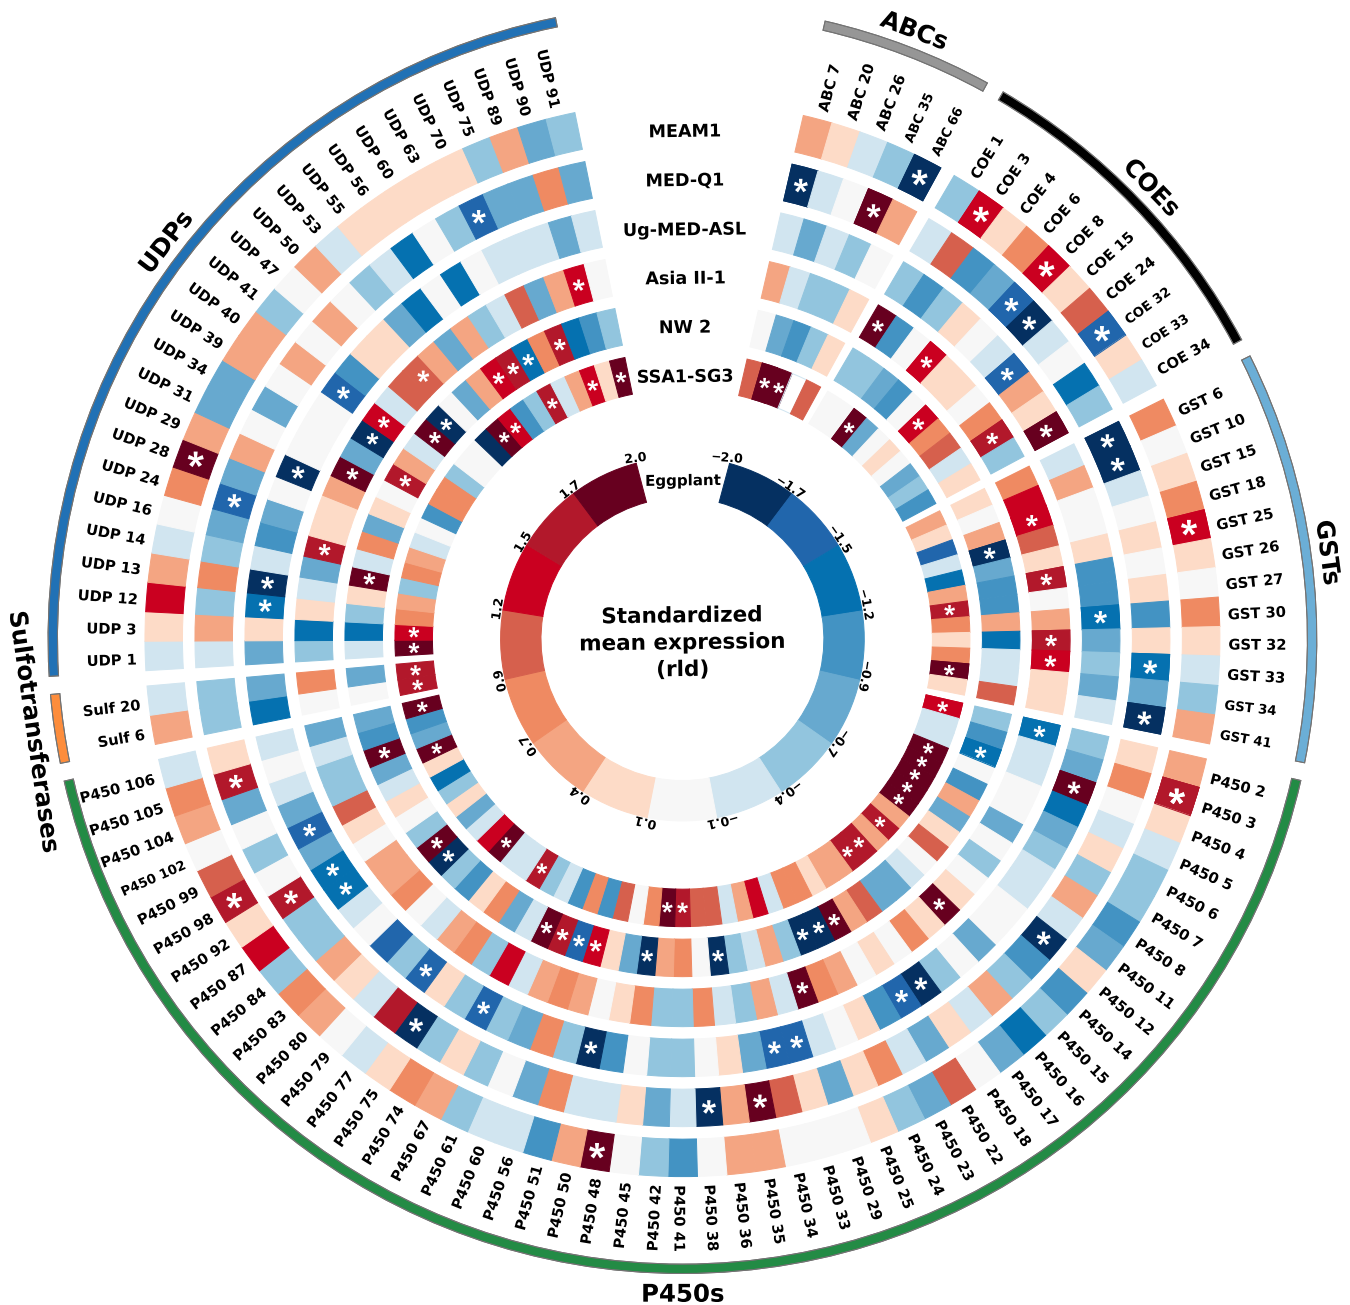 ABCs
COEs
GSTs
P450s
Sulfotransferases
UDPs
MEAM1
MED-Q1
Ug-MED-ASL
Asia II-1
NW 2
SSA1-SG3
Eggplant
Standardized
mean expression
(rld)
2.0
1.7
1.5
1.2
0.9
0.7
0.4
0.1
−0.1
−0.4
−0.7
−0.9
−1.2
−1.5
−1.7
−2.0
ABC 7
ABC 20
ABC 26
ABC 35
ABC 66
COE 1
COE 3
COE 4
COE 6
COE 8
COE 15
COE 24
COE 32
COE 33
COE 34
GST 6
GST 10
GST 15
GST 18
GST 25
GST 26
GST 27
GST 30
GST 32
GST 33
GST 34
GST 41
P450 2
P450 3
P450 4
P450 5
P450 6
P450 7
P450 8
P450 11
P450 12
P450 14
P450 15
P450 16
P450 17
P450 18
P450 22
P450 23
P450 24
P450 25
P450 29
P450 33
P450 34
P450 35
P450 36
P450 38
P450 41
P450 42
P450 45
P450 48
P450 50
P450 51
P450 56
P450 60
P450 61
P450 67
P450 74
P450 75
P450 77
P450 79
P450 80
P450 83
P450 84
P450 87
P450 92
P450 98
P450 99
P450 102
P450 104
P450 105
P450 106
Sulf 6
Sulf 20
UDP 1
UDP 3
UDP 12
UDP 13
UDP 14
UDP 16
UDP 24
UDP 28
UDP 29
UDP 31
UDP 34
UDP 39
UDP 40
UDP 41
UDP 47
UDP 50
UDP 53
UDP 55
UDP 56
UDP 60
UDP 63
UDP 70
UDP 75
UDP 89
UDP 90
UDP 91